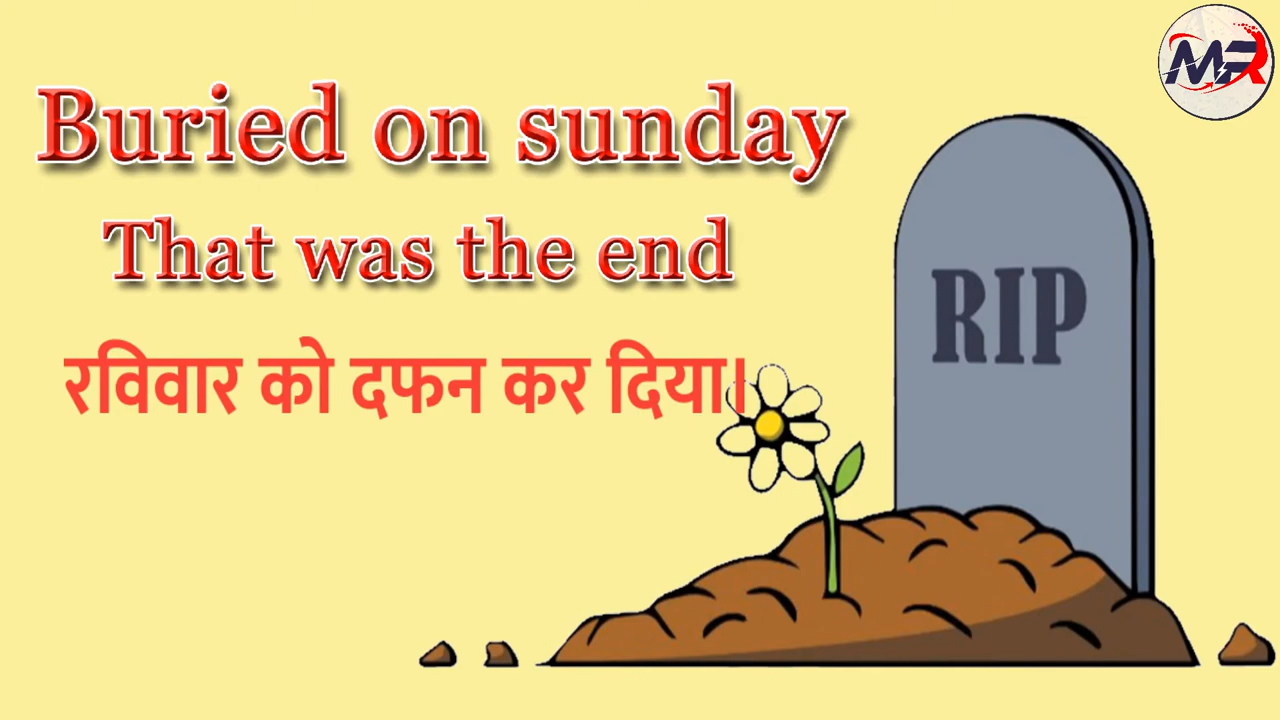 MR
Buried on sunday
That was the end
रविवार को दफन कर दिया।
RIP